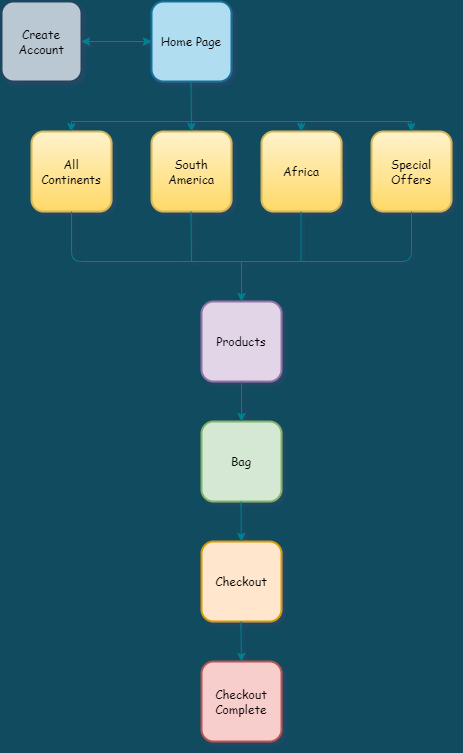 Create
Account
Home Page
All
Continents
South
America
Africa
Special
Offers
Products
Bag
Checkout
Checkout
Complete